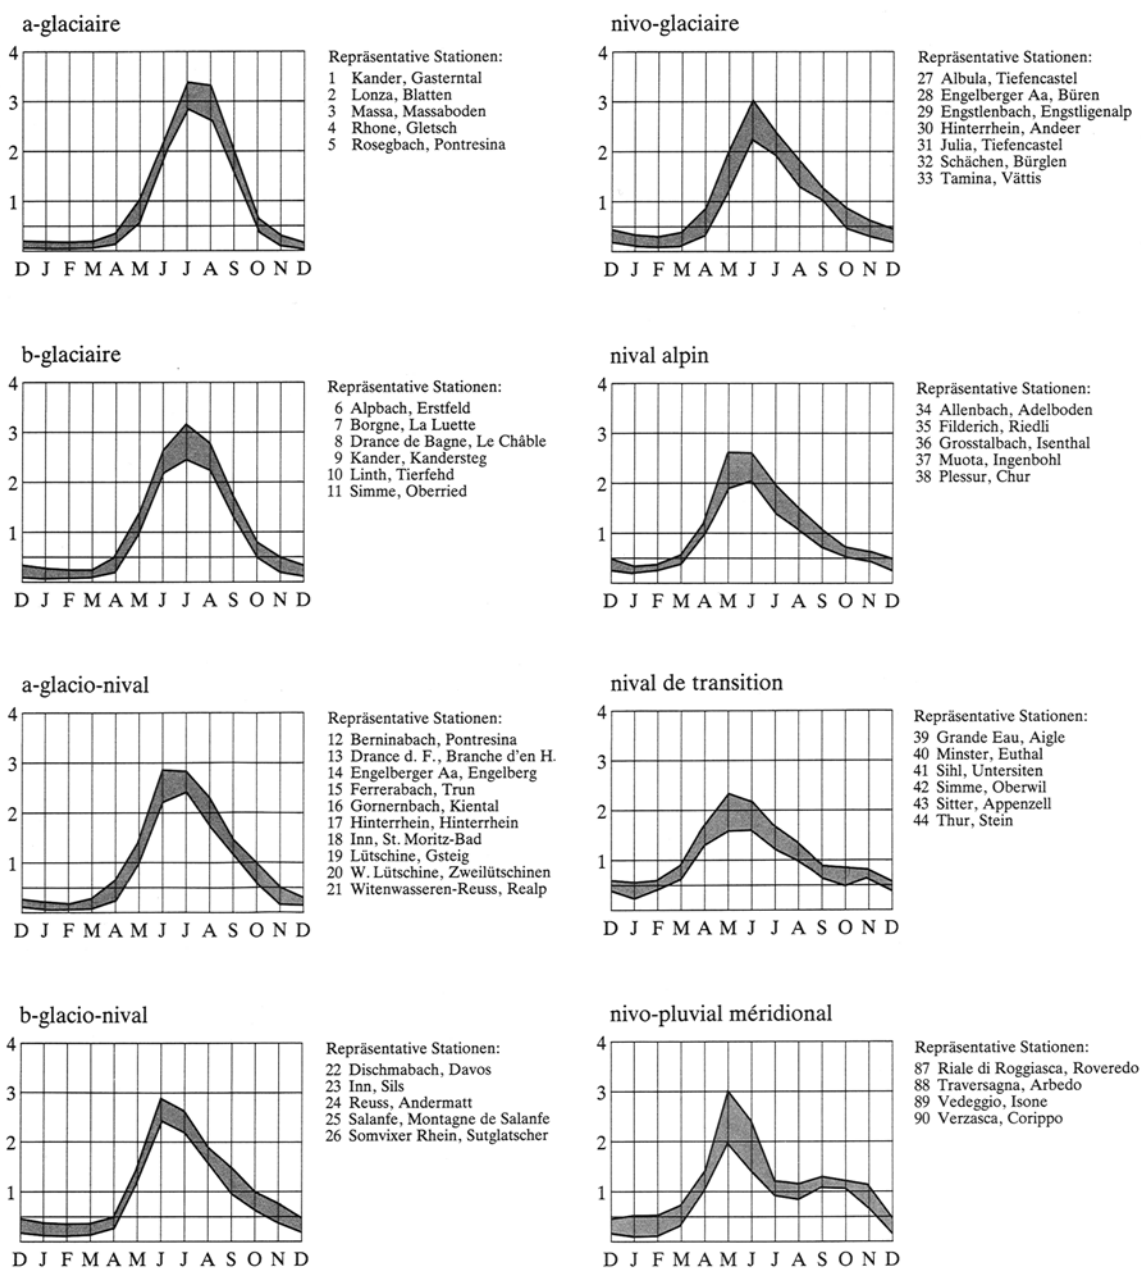 a-glaciaire
4
3
2
1
D J F M A M J J A S O N D
Repräsentative Stationen:
1 Kander, Gasterntal
2 Lonza, Blatten
3 Massa, Massaboden
4 Rhone, Gletsch
5 Rosegbach, Pontresina
nivo-glaciaire
4
3
2
1
D J F M A M J J A S O N D
Repräsentative Stationen:
27 Albula, Tiefencastel
28 Engelberger Aa, Büren
29 Engstlenbach, Engstligenalp
30 Hinterrhein, Andeer
31 Julia, Tiefencastel
32 Schächen, Bürglen
33 Tamina, Vättis
b-glaciaire
4
3
2
1
D J F M A M J J A S O N D
Repräsentative Stationen:
6 Alpbach, Erstfeld
7 Borgne, La Luette
8 Drance de Bagne, Le Châble
9 Kander, Kandersteg
10 Linth, Tierfehd
11 Simme, Oberried
nival alpin
4
3
2
1
D J F M A M J J A S O N D
Repräsentative Stationen:
34 Allenbach, Adelboden
35 Filderich, Riedli
36 Grosstalbach, Isenthal
37 Muota, Ingenbohl
38 Plessur, Chur
a-glacio-nival
4
3
2
1
D J F M A M J J A S O N D
Repräsentative Stationen:
12 Berninabach, Pontresina
13 Drance d. F., Branche d'en H.
14 Engelberger Aa, Engelberg
15 Ferrerabach, Trun
16 Gornernbach, Kiental
17 Hinterrhein, Hinterrhein
18 Inn, St. Moritz-Bad
19 Lütschine, Gsteig
20 W. Lütschine, Zweilütschinen
21 Witenwasseren-Reuss, Realp
nival de transition
4
3
2
1
D J F M A M J J A S O N D
Repräsentative Stationen:
39 Grande Eau, Aigle
40 Minster, Euthal
41 Sihl, Untersiten
42 Simme, Oberwil
43 Sitter, Appenzell
44 Thur, Stein
b-glacio-nival
4
3
2
1
D J F M A M J J A S O N D
Repräsentative Stationen:
22 Dischmabach, Davos
23 Inn, Sils
24 Reuss, Andermatt
25 Salanfe, Montagne de Salanfe
26 Somvixer Rhein, Sutglatscher
nivo-pluvial méridional
4
3
2
1
D J F M A M J J A S O N D
Repräsentative Stationen:
87 Riale di Roggiasca, Roveredo
88 Traversagna, Arbedo
89 Vedeggio, Isone
90 Verzasca, Corippo